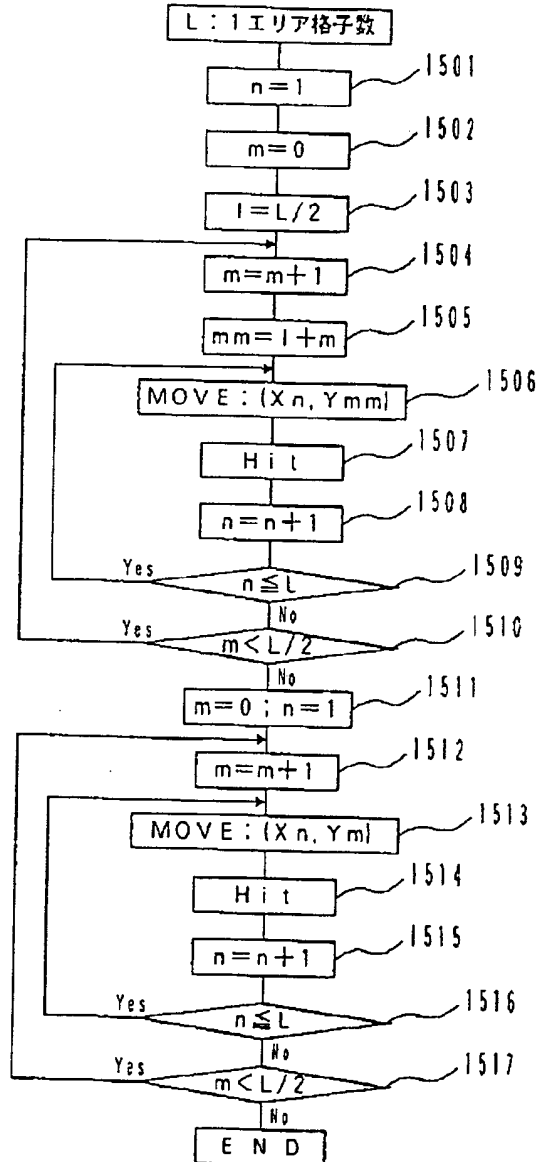 L:1エリア格子数
n=1 1501
m=0 1502
l=L/2 1503
m=m+1 1504
mm=l+m 1505
MOVE:(Xn, Ymm) 1506
Hit 1507
n=n+1 1508
Yes n≦L 1509
No
Yes m<L/2 1510
No
m=0;n=1 1511
m=m+1 1512
MOVE:(Xn, Ym) 1513
Hit 1514
n=n+1 1515
Yes n≦L 1516
No
Yes m<L/2 1517
No
END